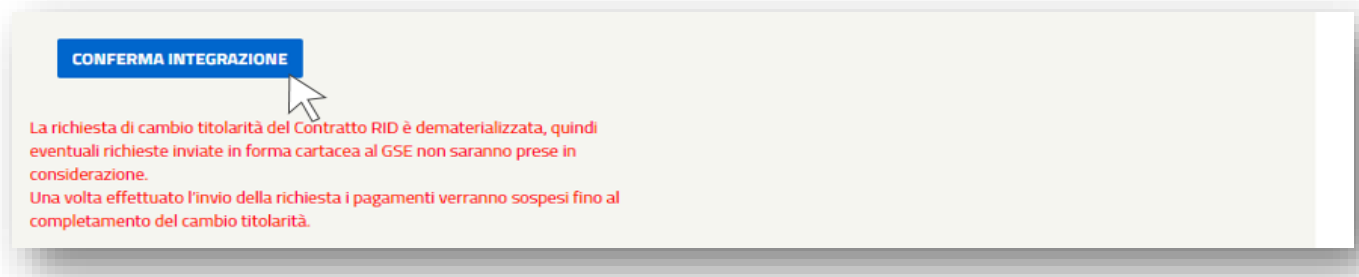 CONFERMA INTEGRAZIONE
La richiesta di cambio titolarità del Contratto RID è dematerializzata, quindi
eventuali richieste inviate in forma cartacea al GSE non saranno prese in
considerazione.
Una volta effettuato l'invio della richiesta i pagamenti verranno sospesi fino al
completamento del cambio titolarità.